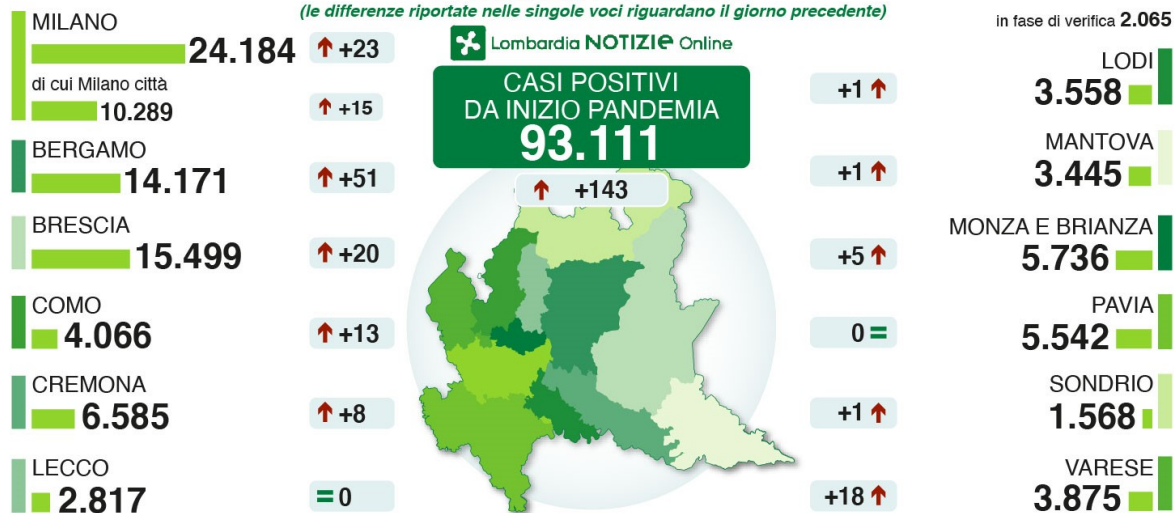 (le differenze riportate nelle singole voci riguardano il giorno precedente)
in fase di verifica 2.065
Lombardia NOTIZIe Online
CASI POSITIVI
DA INIZIO PANDEMIA
93.111
+143
MILANO
24.184 +23
di cui Milano città
10.289 +15
BERGAMO
14.171 +51
BRESCIA
15.499 +20
COMO
4.066 +13
CREMONA
6.585 +8
LECCO
2.817 =0
LODI
+1 3.558
MANTOVA
+1 3.445
MONZA E BRIANZA
+5 5.736
PAVIA
0 = 5.542
SONDRIO
+1 1.568
VARESE
+18 3.875